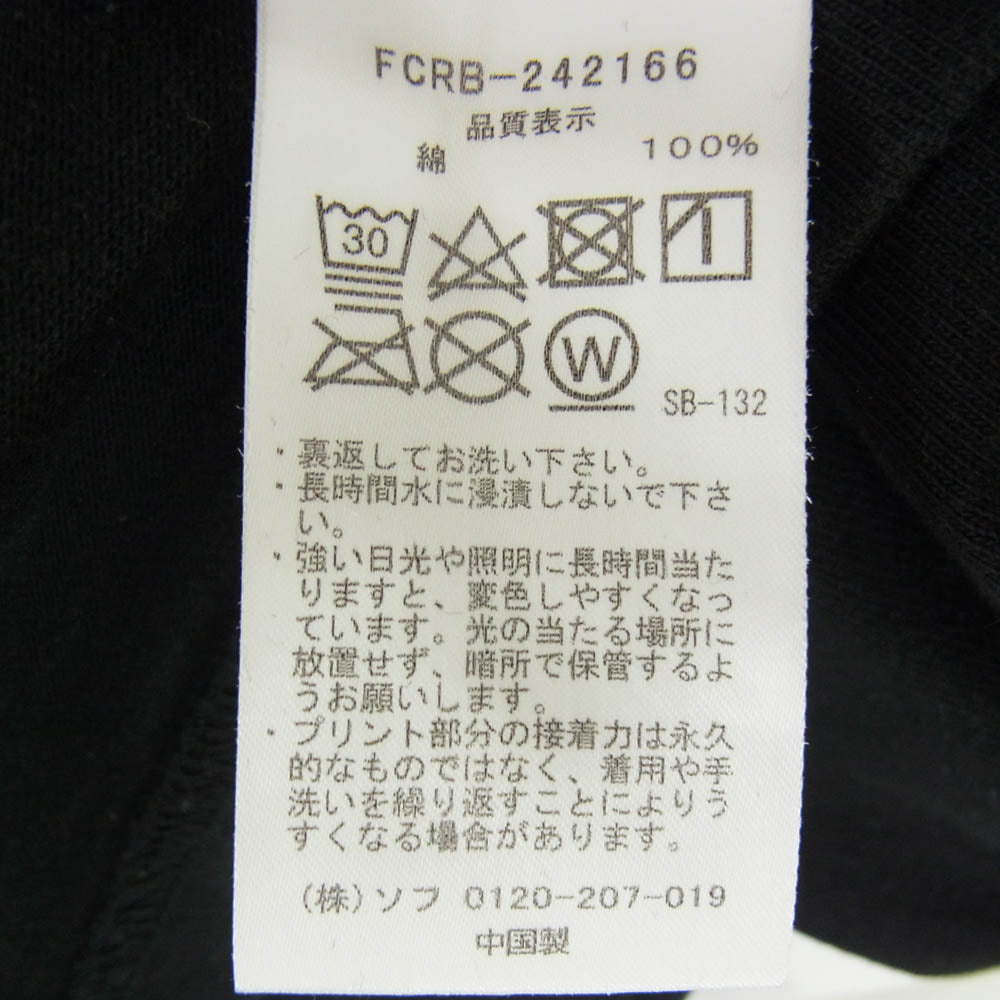 FCRB-242166
品質表示
綿 100%
30
W
SB-132
・裏返してお洗い下さい。
・長時間水に浸漬しないで下さ
い。
・強い日光や照明に長時間当た
りますと、変色しやすくなっ
ています。光の当たる場所に
放置せず、暗所で保管するよ
うお願いします。
・プリント部分の接着力は永久
的なものではなく、着用や手
洗いを繰り返すことによりう
すくなる場合があります。
(株)ソフ 0120-207-019
中国製